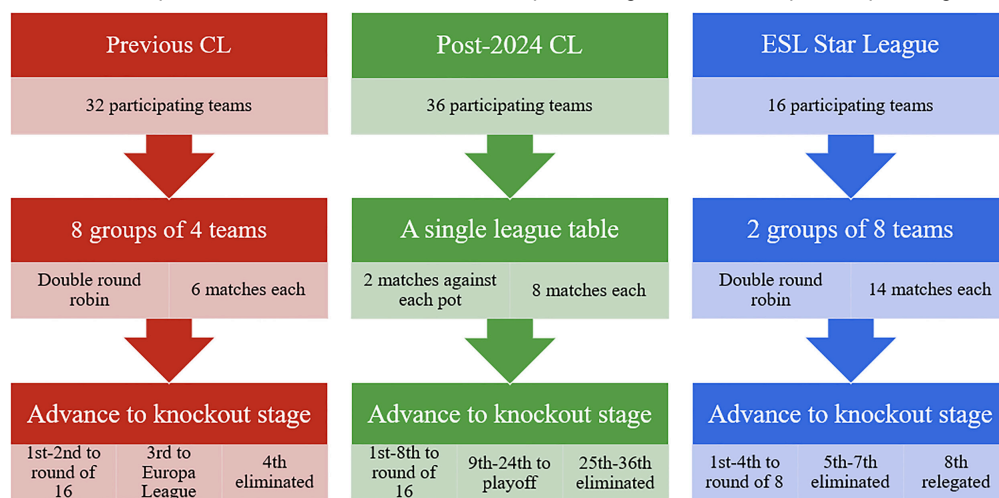 Previous CL
32 participating teams
8 groups of 4 teams
Double round
robin
6 matches each
Advance to knockout stage
1st-2nd to
round of
16
3rd to
Europa
League
4th
eliminated
Post-2024 CL
36 participating teams
A single league table
2 matches against
each pot
8 matches each
Advance to knockout stage
1st-8th to
round of
16
9th-24th to
playoff
25th-36th
eliminated
ESL Star League
16 participating teams
2 groups of 8 teams
Double round
robin
14 matches each
Advance to knockout stage
1st-4th to
round of 8
5th-7th
eliminated
8th
relegated